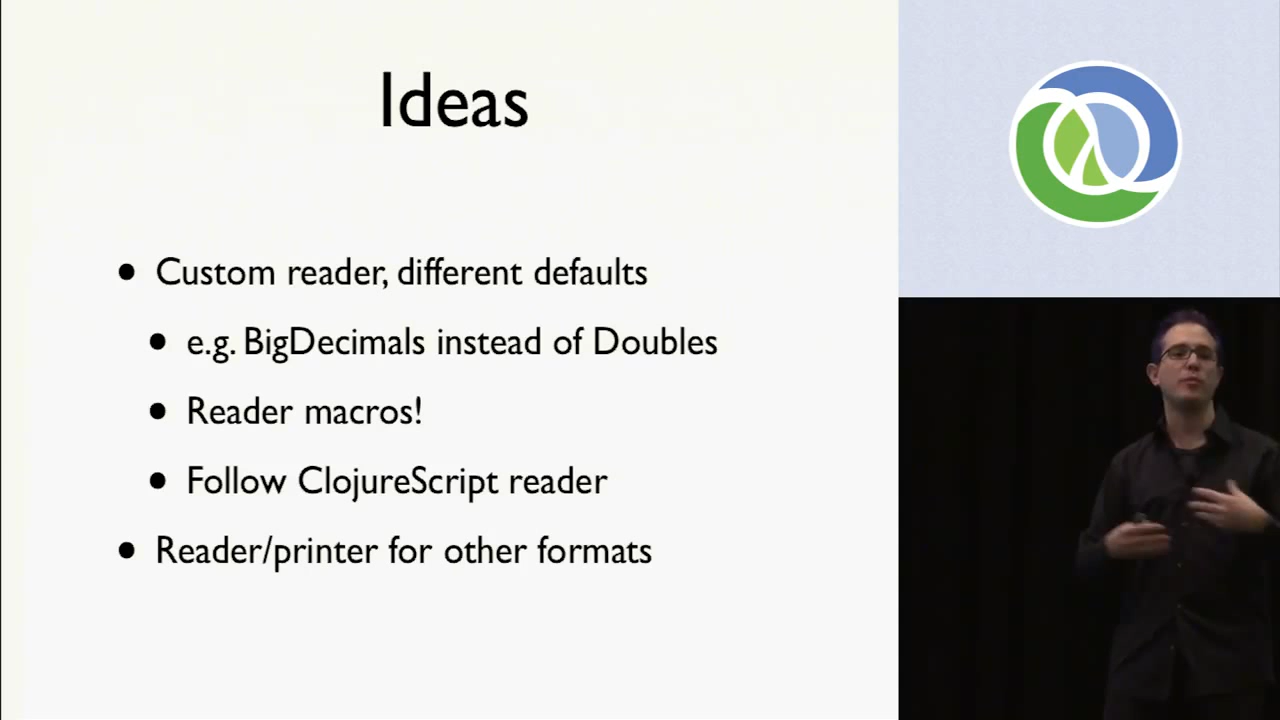 Ideas
• Custom reader, different defaults
• e.g. BigDecimals instead of Doubles
• Reader macros!
• Follow ClojureScript reader
• Reader/printer for other formats